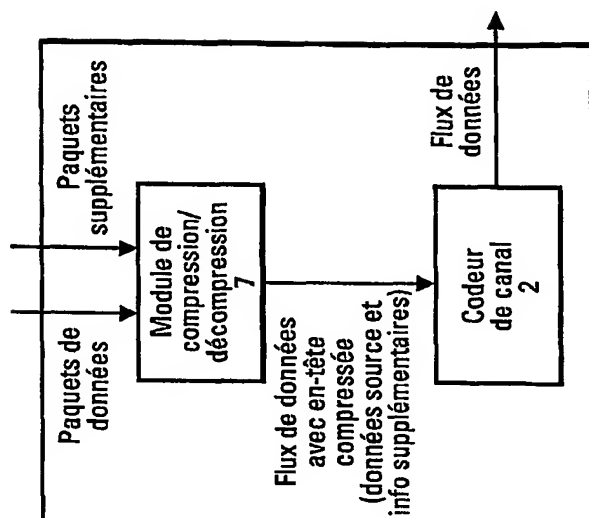 Paquets de
données
Paquets
supplémentaires
Module de
compression/
décompression
7
Flux de données
avec en-tête
compressée
(données source et
info supplémentaires)
Codeur
de canal
2
Flux de
données